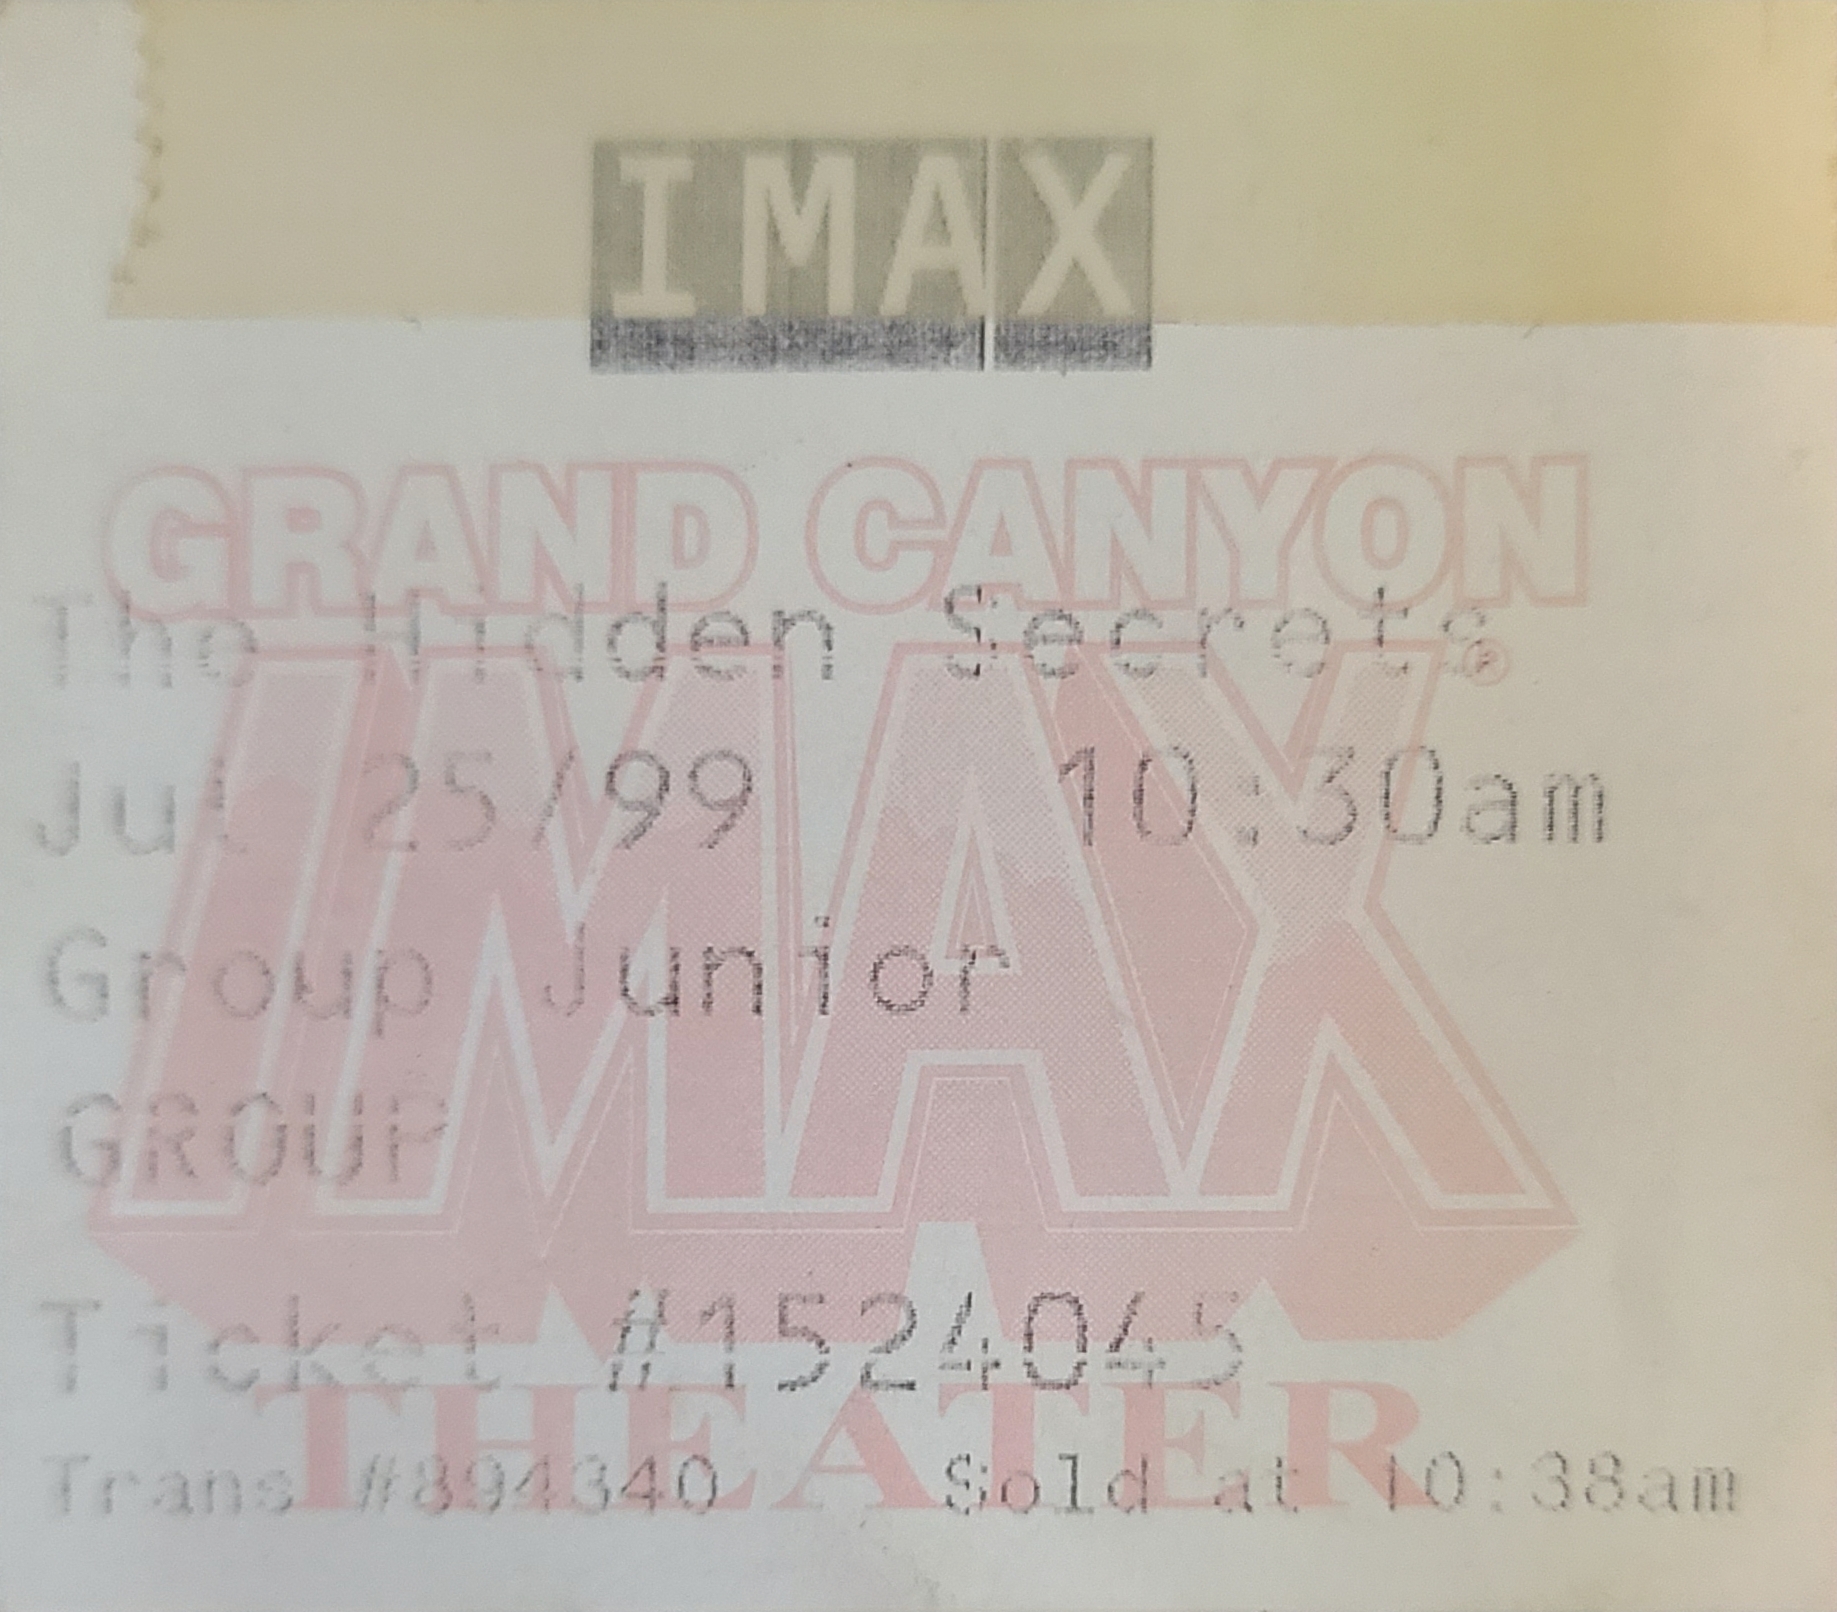 IMAX
GRAND CANYON
The Hidden Secrets
IMAX®
Jul 25/99 10:30am
Group Junior
GROUP
Ticket #1524045
THEATER
Trans #894340 Sold at 10:38am